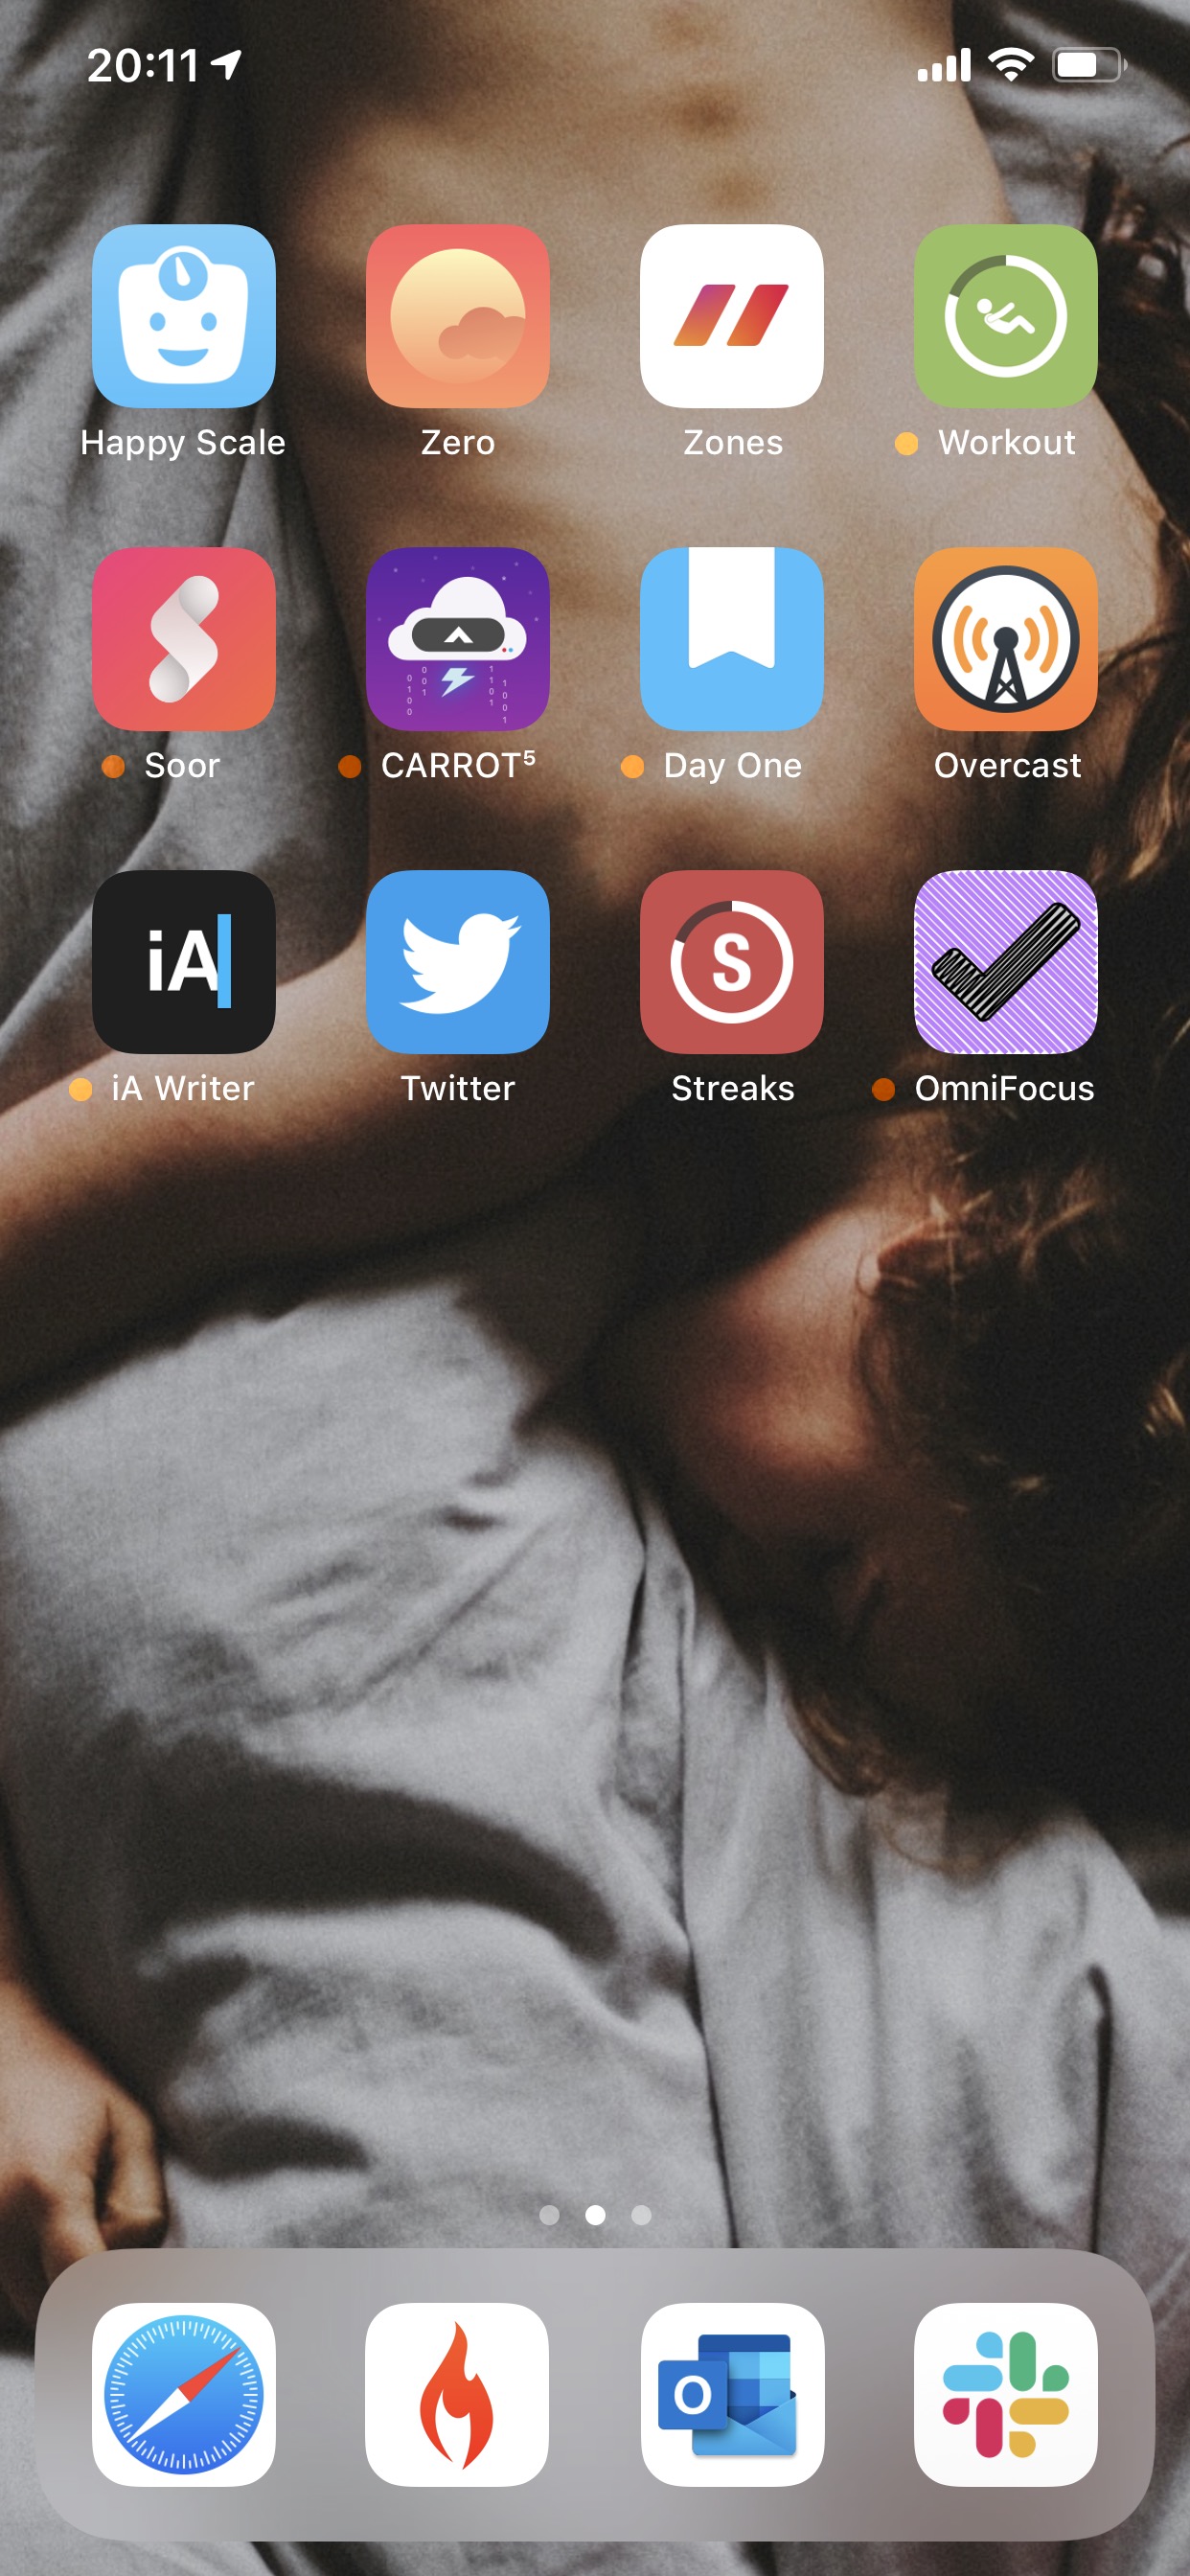 20:11
Happy Scale
Zero
Zones
Workout
Soor
CARROT⁵
Day One
Overcast
iA
S
iA Writer
Twitter
Streaks
OmniFocus
O